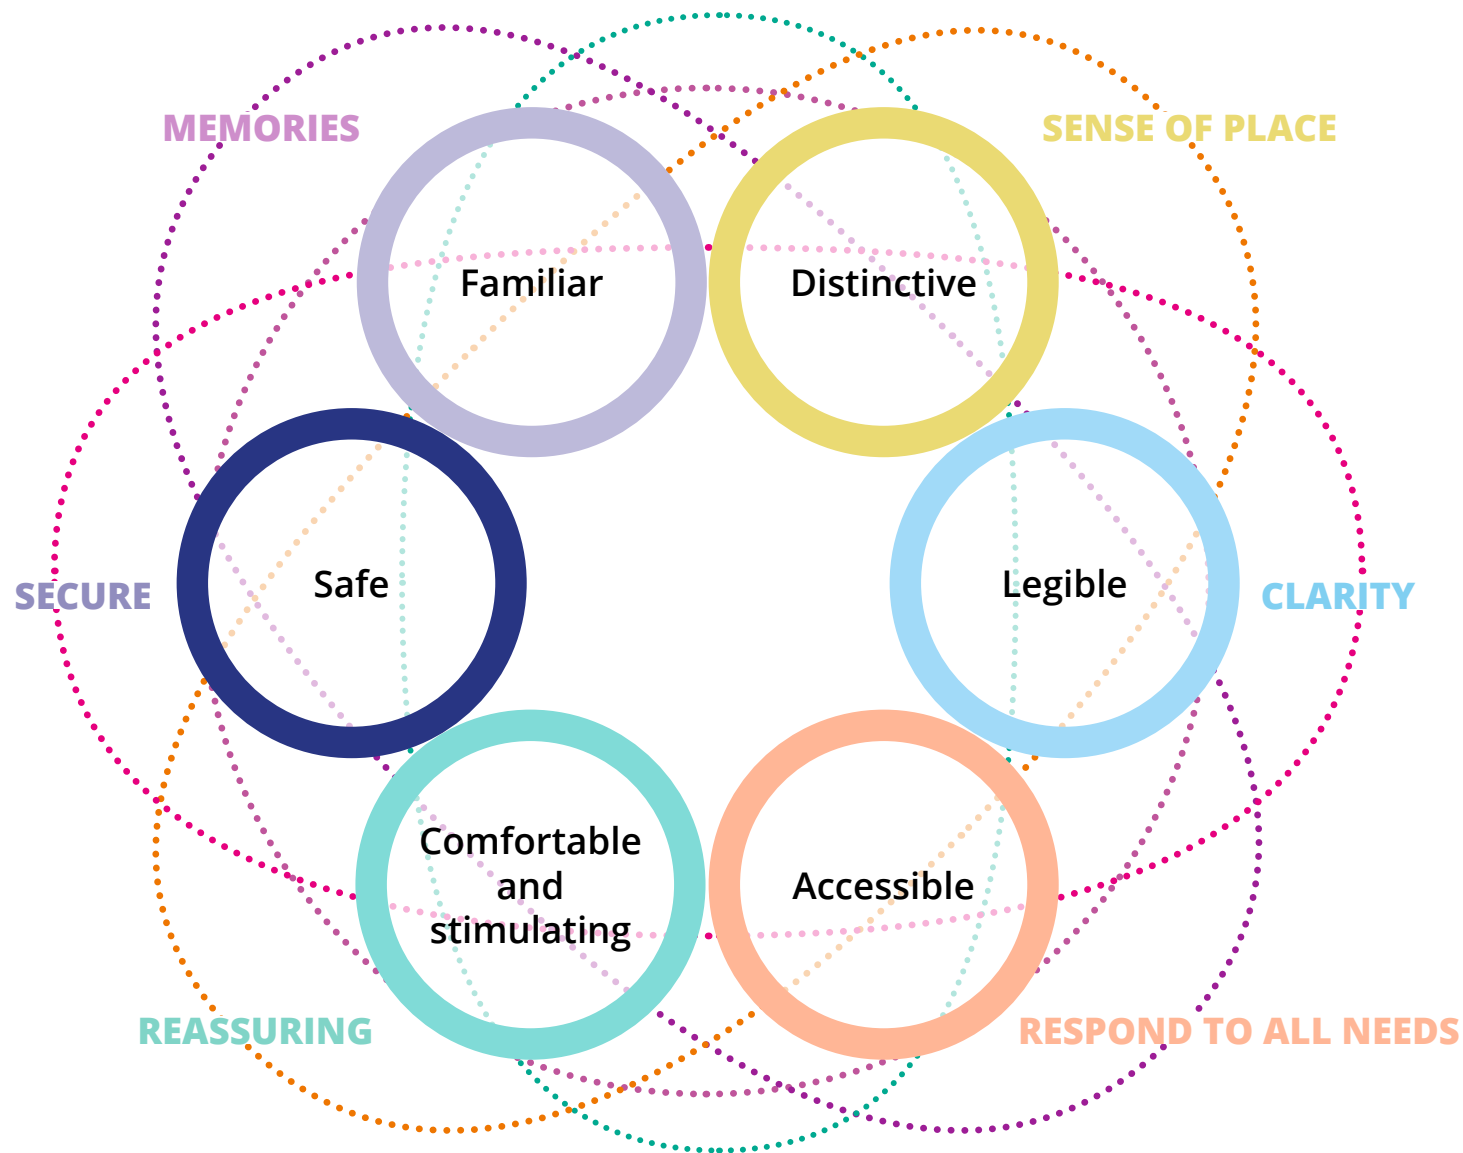 MEMORIES
SENSE OF PLACE
Familiar
Distinctive
Safe
Legible
SECURE
CLARITY
Comfortable
and
stimulating
Accessible
REASSURING
RESPOND TO ALL NEEDS